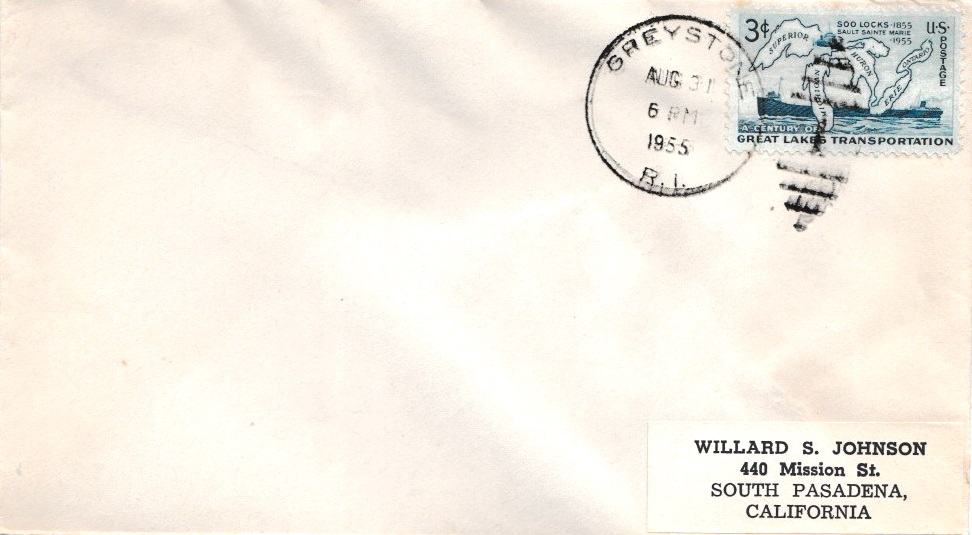 GREYSTONE
AUG 31
6 PM
1955
R.I.
3¢
SOO LOCKS·1855
SAULT SAINTE MARIE
·1955
U·S·
POSTAGE
SUPERIOR
HURON
ONTARIO
MICHIGAN
ERIE
A CENTURY OF
GREAT LAKES TRANSPORTATION
WILLARD S. JOHNSON
440 Mission St.
SOUTH PASADENA,
CALIFORNIA